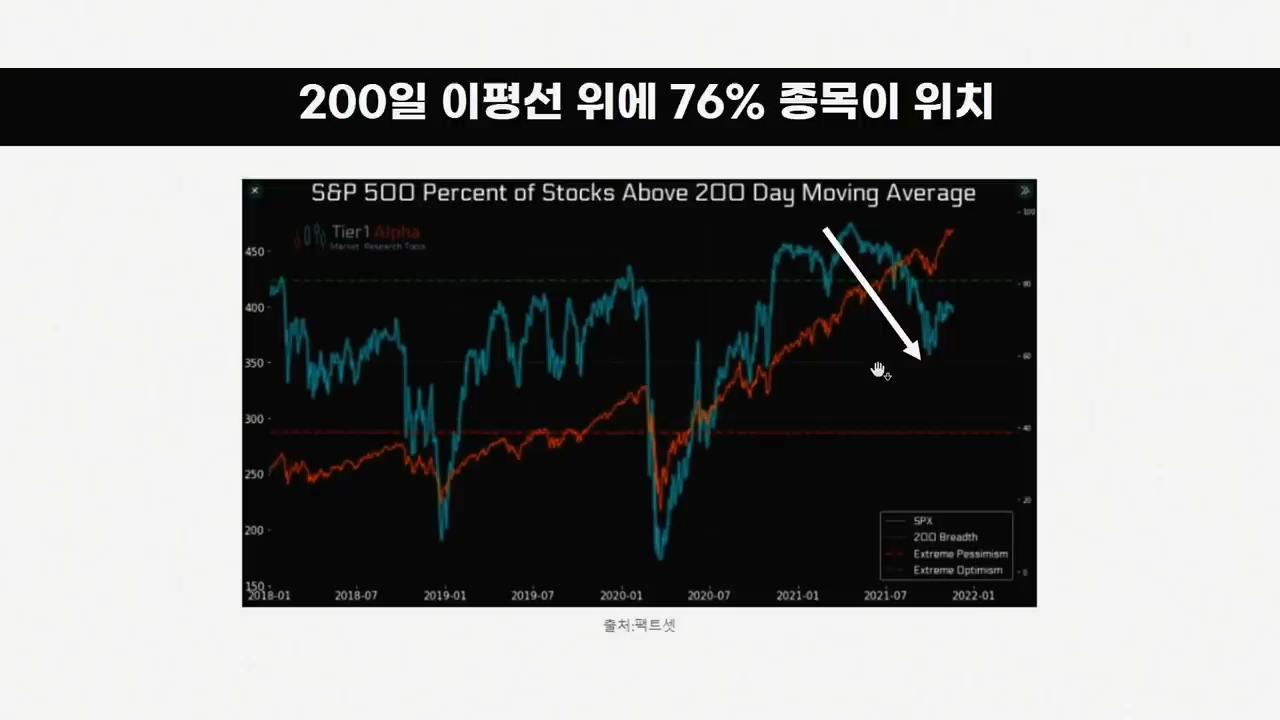 200일 이평선 위에 76% 종목이 위치
S&P 500 Percent of Stocks Above 200 Day Moving Average
Tier1 Alpha
Market Research Tools
100
450
80
400
350
60
300
40
250
20
200
SPX
200 Breadth
Extreme Pessimism
Extreme Optimism
0
150
2018-01 2018-07 2019-01 2019-07 2020-01 2020-07 2021-01 2021-07 2022-01
출처:팩트셋